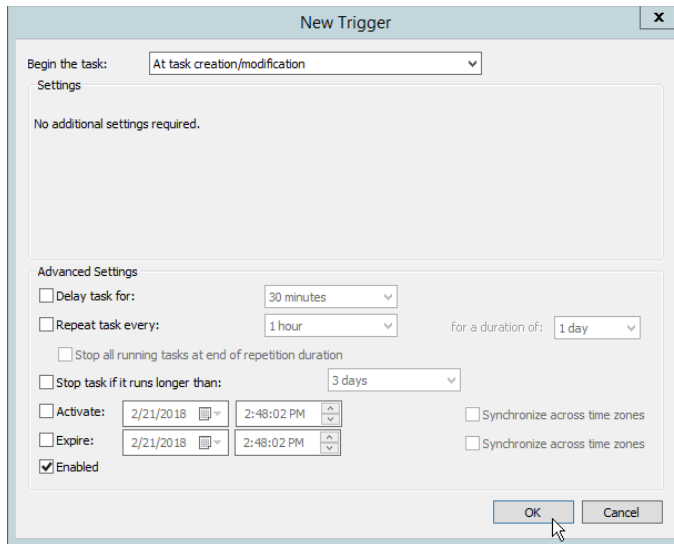 New Trigger
x
Begin the task: At task creation/modification
Settings
No additional settings required.
Advanced Settings
Delay task for: 30 minutes
Repeat task every: 1 hour for a duration of: 1 day
Stop all running tasks at end of repetition duration
Stop task if it runs longer than: 3 days
Activate: 2/21/2018 2:48:02 PM Synchronize across time zones
Expire: 2/21/2018 2:48:02 PM Synchronize across time zones
Enabled
OK Cancel